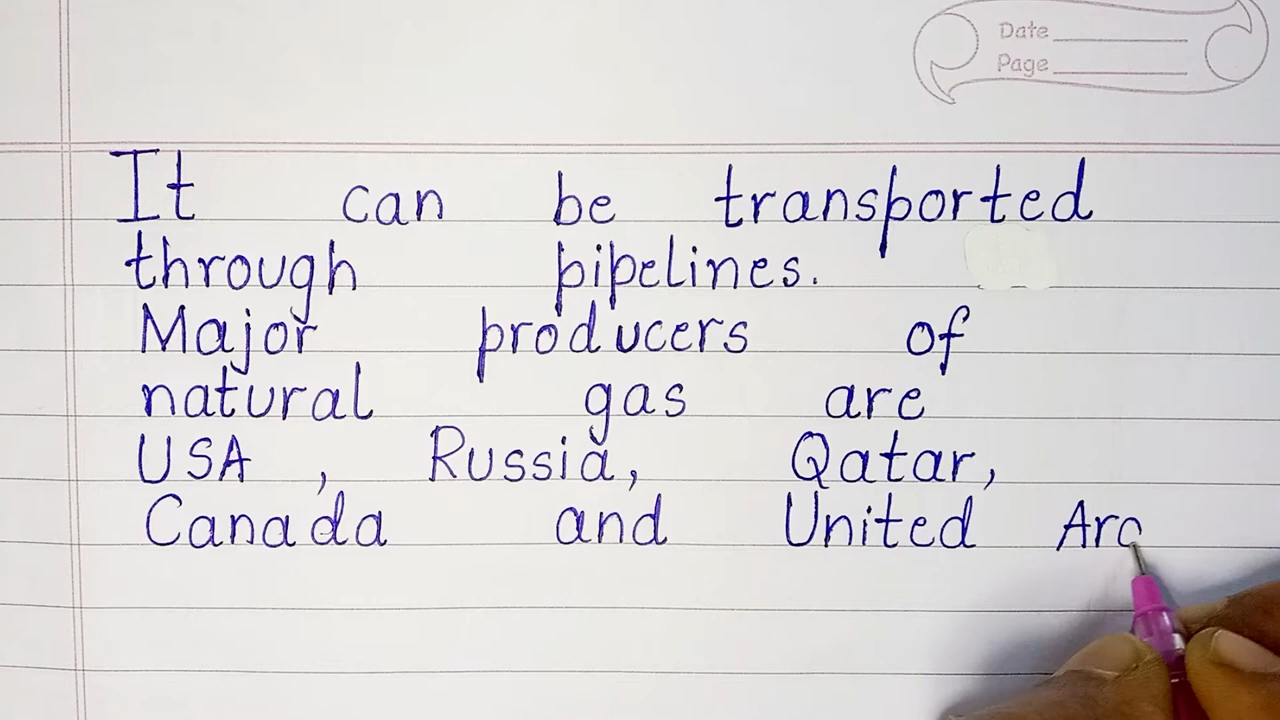 Date
Page
It can be transported
through pipelines.
Major producers of
natural gas are
USA , Russia, Qatar,
Canada and United